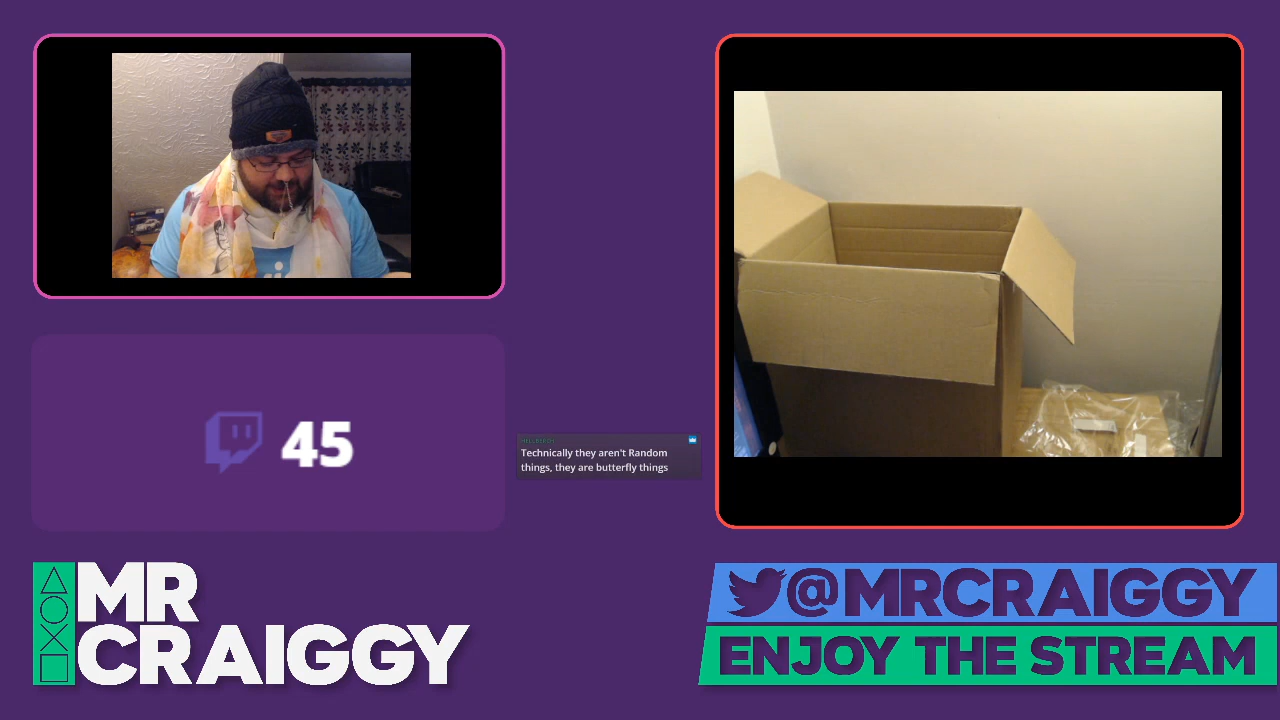 45
Technically they aren't Random
things, they are butterfly things
MR
CRAIGGY
@MRCRAIGGY
ENJOY THE STREAM